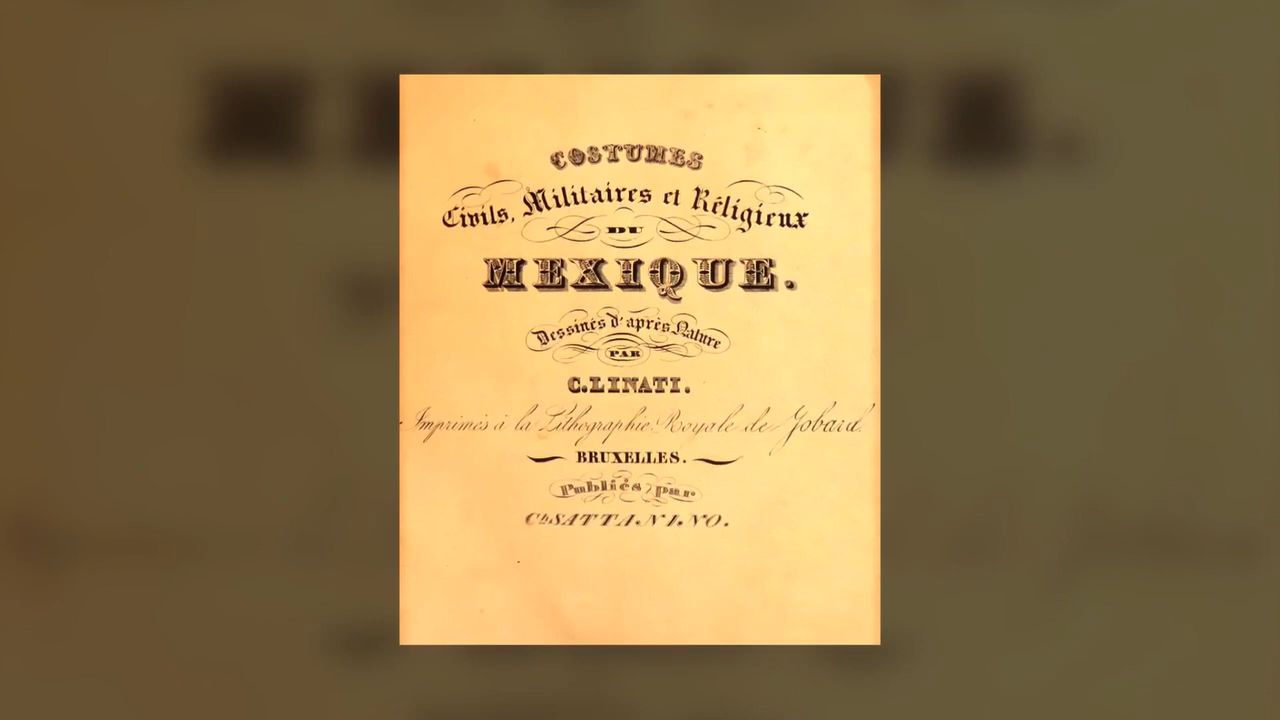 COSTUMES
Civils, Militaires et Réligieux
DU
MEXIQUE.
Dessinés d'après Nature
PAR
C. LINATI.
Imprimés à la Lithographie Royale de Jobard.
BRUXELLES.
Publiés par
Ch SATTANINO.